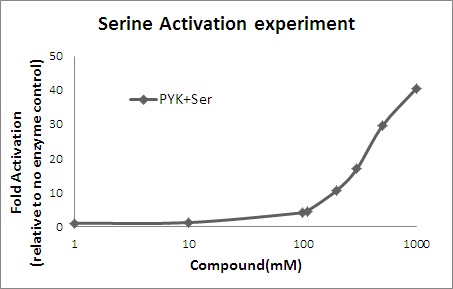 Serine Activation experiment
Fold Activation
(relative to no enzyme control)
50
40
30
20
10
0
PYK+Ser
1
10
100
1000
Compound(mM)